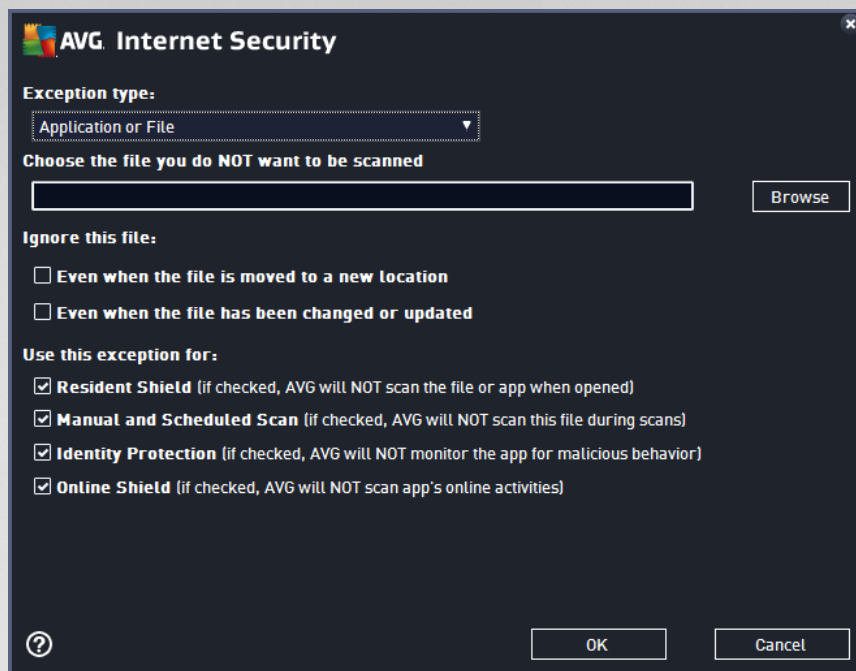 AVG. Internet Security
Exception type:
Application or File
Choose the file you do NOT want to be scanned
Browse
Ignore this file:
Even when the file is moved to a new location
Even when the file has been changed or updated
Use this exception for:
Resident Shield (if checked, AVG will NOT scan the file or app when opened)
Manual and Scheduled Scan (if checked, AVG will NOT scan this file during scans)
Identity Protection (if checked, AVG will NOT monitor the app for malicious behavior)
Online Shield (if checked, AVG will NOT scan app's online activities)
? OK Cancel